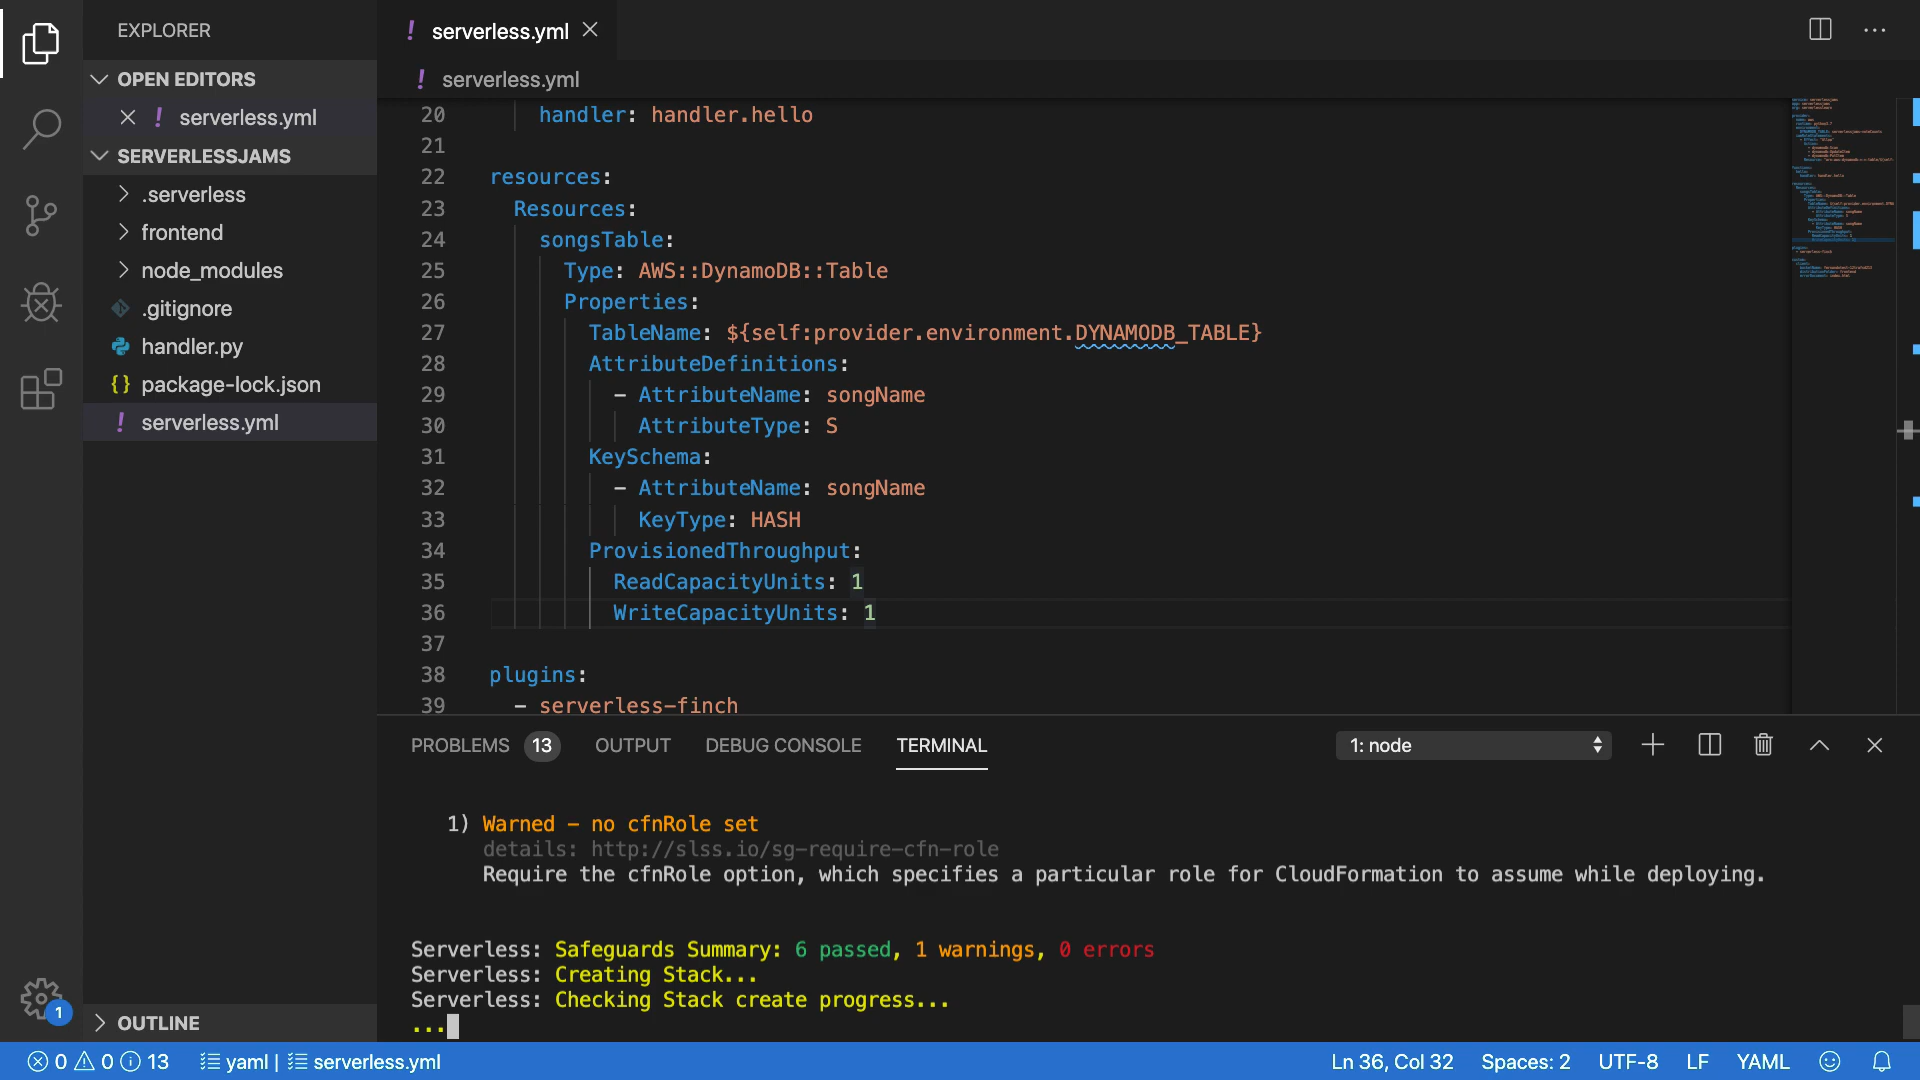 EXPLORER
OPEN EDITORS
! serverless.yml
SERVERLESSJAMS
.serverless
frontend
node_modules
.gitignore
handler.py
{} package-lock.json
! serverless.yml
OUTLINE
1
! serverless.yml
! serverless.yml
20 handler: handler.hello
21
22 resources:
23 Resources:
24 songsTable:
25 Type: AWS::DynamoDB::Table
26 Properties:
27 TableName: ${self:provider.environment.DYNAMODB_TABLE}
28 AttributeDefinitions:
29 - AttributeName: songName
30 AttributeType: S
31 KeySchema:
32 - AttributeName: songName
33 KeyType: HASH
34 ProvisionedThroughput:
35 ReadCapacityUnits: 1
36 WriteCapacityUnits: 1
37
38 plugins:
39 - serverless-finch
PROBLEMS 13 OUTPUT DEBUG CONSOLE TERMINAL 1: node
1) Warned - no cfnRole set
details: http://slss.io/sg-require-cfn-role
Require the cfnRole option, which specifies a particular role for CloudFormation to assume while deploying.
Serverless: Safeguards Summary: 6 passed, 1 warnings, 0 errors
Serverless: Creating Stack...
Serverless: Checking Stack create progress...
...
0 0 13 yaml | serverless.yml Ln 36, Col 32 Spaces: 2 UTF-8 LF YAML